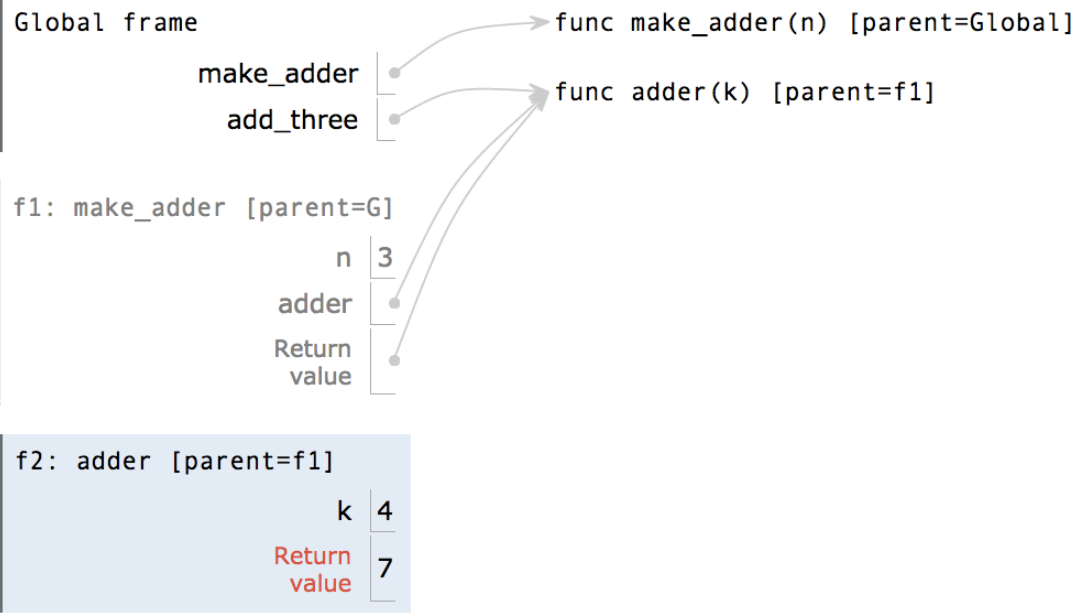 Global frame
func make_adder(n) [parent=Global]
make_adder
func adder(k) [parent=f1]
add_three
f1: make_adder [parent=G]
n 3
adder
Return
value
f2: adder [parent=f1]
k 4
Return
value 7